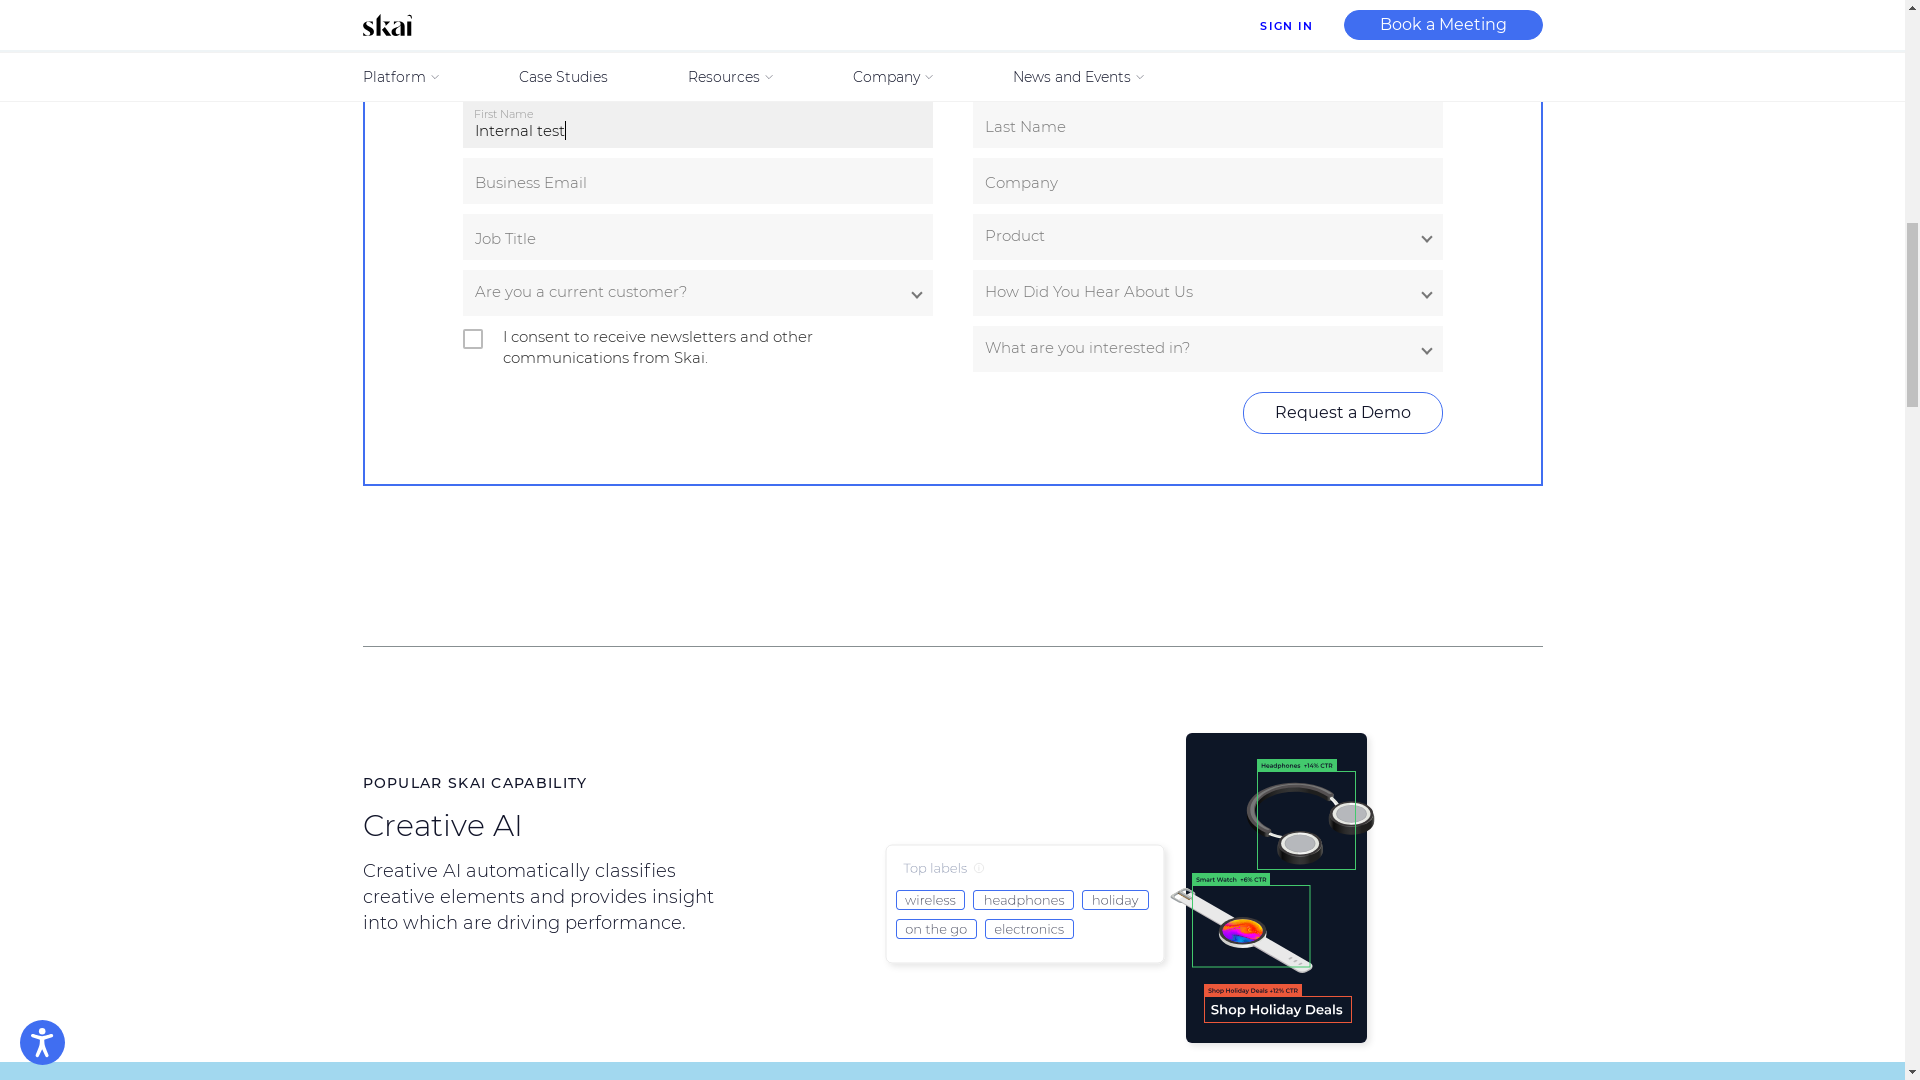 skai
SIGN IN
Book a Meeting
Platform
Case Studies
Resources
Company
News and Events
First Name
Internal test
Last Name
Business Email
Company
Job Title
Product
Are you a current customer?
How Did You Hear About Us
I consent to receive newsletters and other
communications from Skai.
What are you interested in?
Request a Demo
POPULAR SKAI CAPABILITY
Creative AI
Creative AI automatically classifies
creative elements and provides insight
into which are driving performance.
Top labels
wireless
headphones
holiday
on the go
electronics
Headphones +14% CTR
Smart Watch +6% CTR
Shop Holiday Deals +12% CTR
Shop Holiday Deals